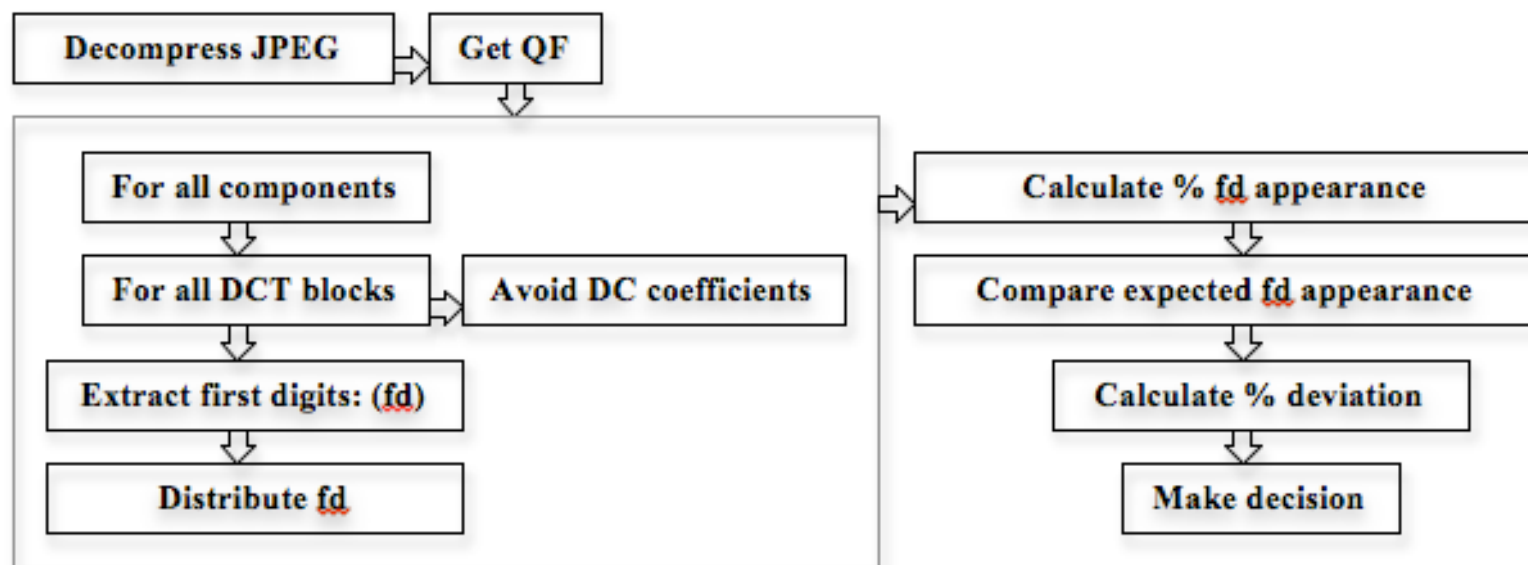 Decompress JPEG
Get QF
For all components
For all DCT blocks
Avoid DC coefficients
Extract first digits: (fd)
Distribute fd
Calculate % fd appearance
Compare expected fd appearance
Calculate % deviation
Make decision